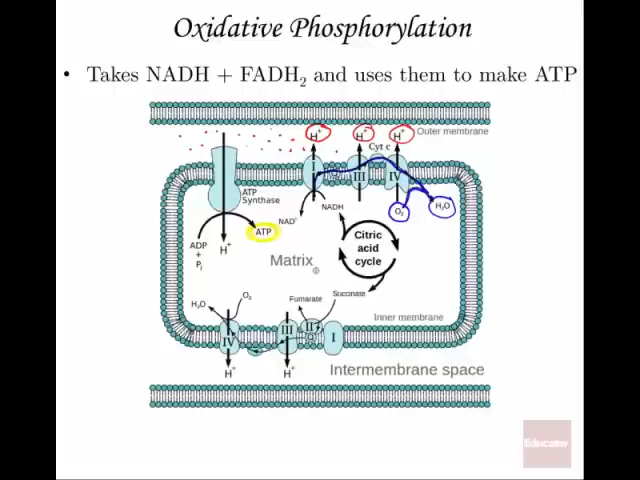 Oxidative Phosphorylation
• Takes NADH + FADH₂ and uses them to make ATP
H⁺ H⁺ H⁺ Outer membrane
Cyt c
I III IV
ATP
Synthase
NADH
NAD⁺
O₂ H₂O
ATP
ADP
+
Pᵢ
H⁺
Citric
acid
cycle
Matrix
Fumarate Succinate
H₂O O₂
Inner membrane
IV III II Q I
H⁺ H⁺
Intermembrane space
Educator